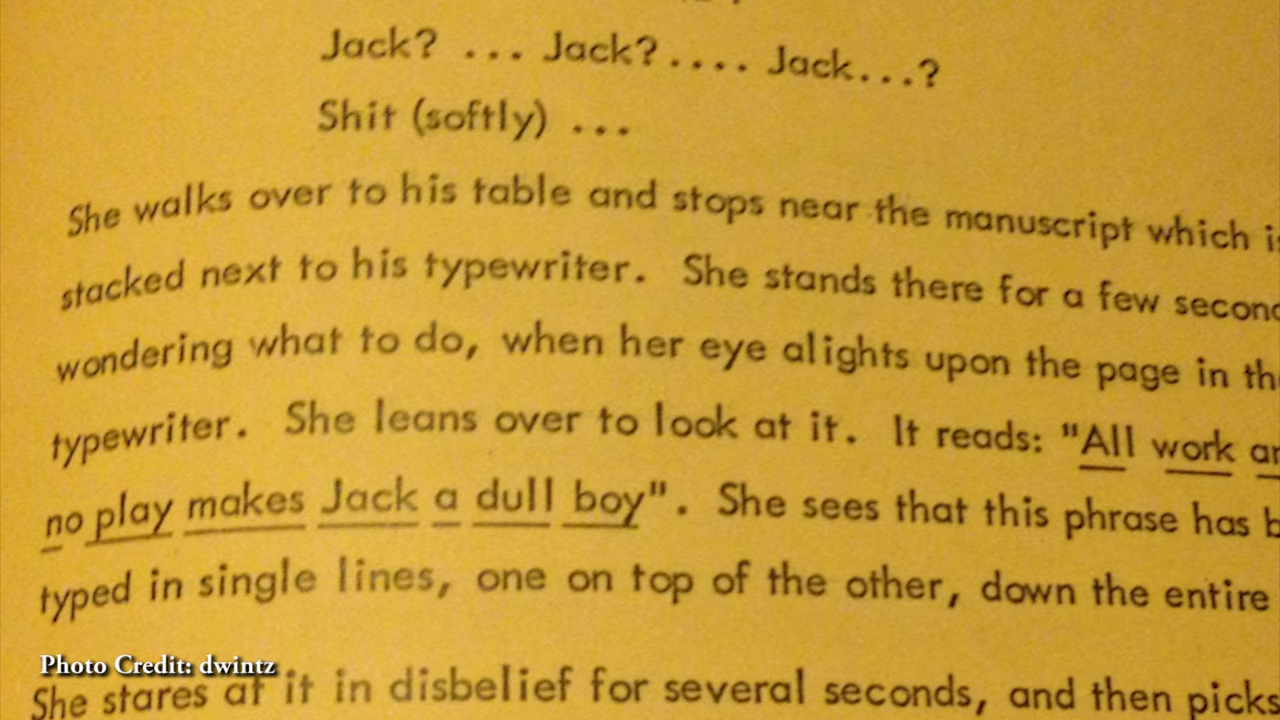 Jack? ... Jack?.... Jack...?
Shit (softly) ...
She walks over to his table and stops near the manuscript which
stacked next to his typewriter. She stands there for a few
wondering what to do, when her eye alights upon the page in
typewriter. She leans over to look at it. It reads: "All work
no play makes Jack a dull boy". She sees that this phrase has
typed in single lines, one on top of the other, down the entire
Photo Credit: dwintz
She stares at it in disbelief for several seconds, and then picks